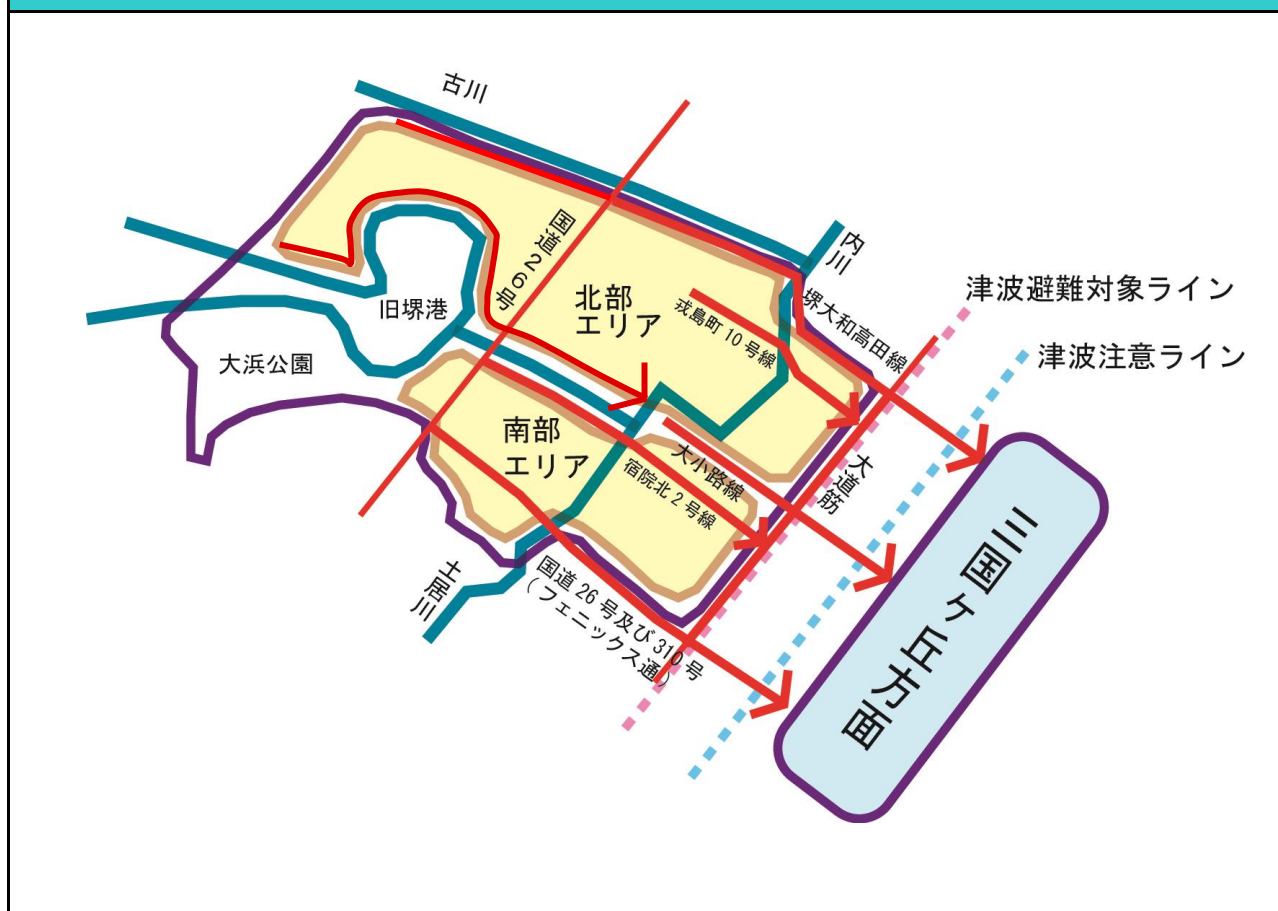 古川
国道26号
内川
津波避難対象ライン
堺大和高田線
北部
エリア
旧堺港
戎島町10号線
津波注意ライン
大浜公園
南部
エリア
大小路線
大道筋
宿院北2号線
三国ヶ丘方面
土居川
国道26号及び310号
（フェニックス通）